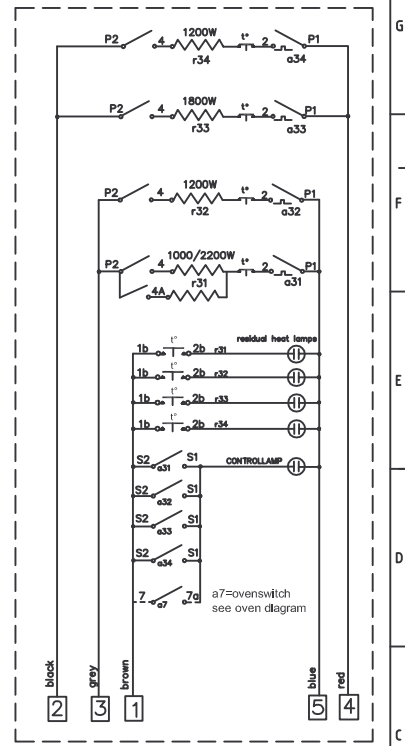 G
1200W
P2 4 t° 2 P1
r34 a34
1800W
P2 4 t° 2 P1
r33 a33
F
1200W
P2 4 t° 2 P1
r32 a32
1000/2200W
P2 4 t° 2 P1
r31 a31
4A
t° residual heat lamps
1b 2b r31
t°
1b 2b r32
E
t°
1b 2b r33
t°
1b 2b r34
S2 S1 CONTROLLAMP
a31
S2 S1
a32
S2 S1
a33
D
S2 S1
a34
7 7a a7=ovenswitch
a7 see oven diagram
black grey brown blue red
2 3 1 5 4
C